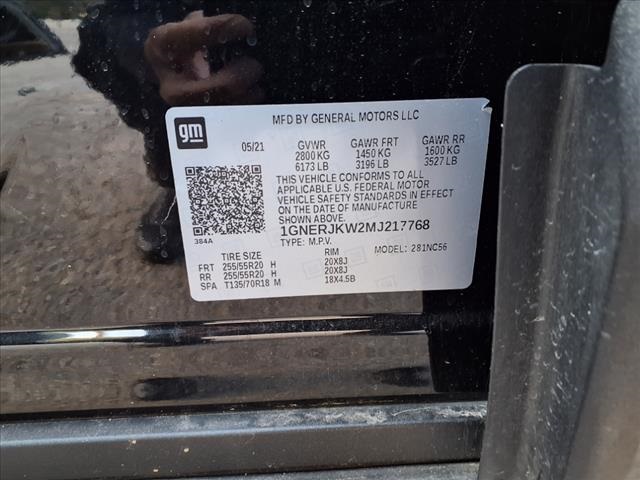 MFD BY GENERAL MOTORS LLC
gm
05/21 GVWR GAWR FRT GAWR RR
2800 KG 1450 KG 1600 KG
6173 LB 3196 LB 3527 LB
THIS VEHICLE CONFORMS TO ALL
APPLICABLE U.S. FEDERAL MOTOR
VEHICLE SAFETY STANDARDS IN EFFECT
ON THE DATE OF MANUFACTURE
SHOWN ABOVE.
384A
1GNERJKW2MJ217768
TYPE: M.P.V. MODEL: 281NC56
TIRE SIZE RIM
FRT 255/55R20 H 20X8J
RR 255/55R20 H 20X8J
SPA T135/70R18 M 18X4.5B